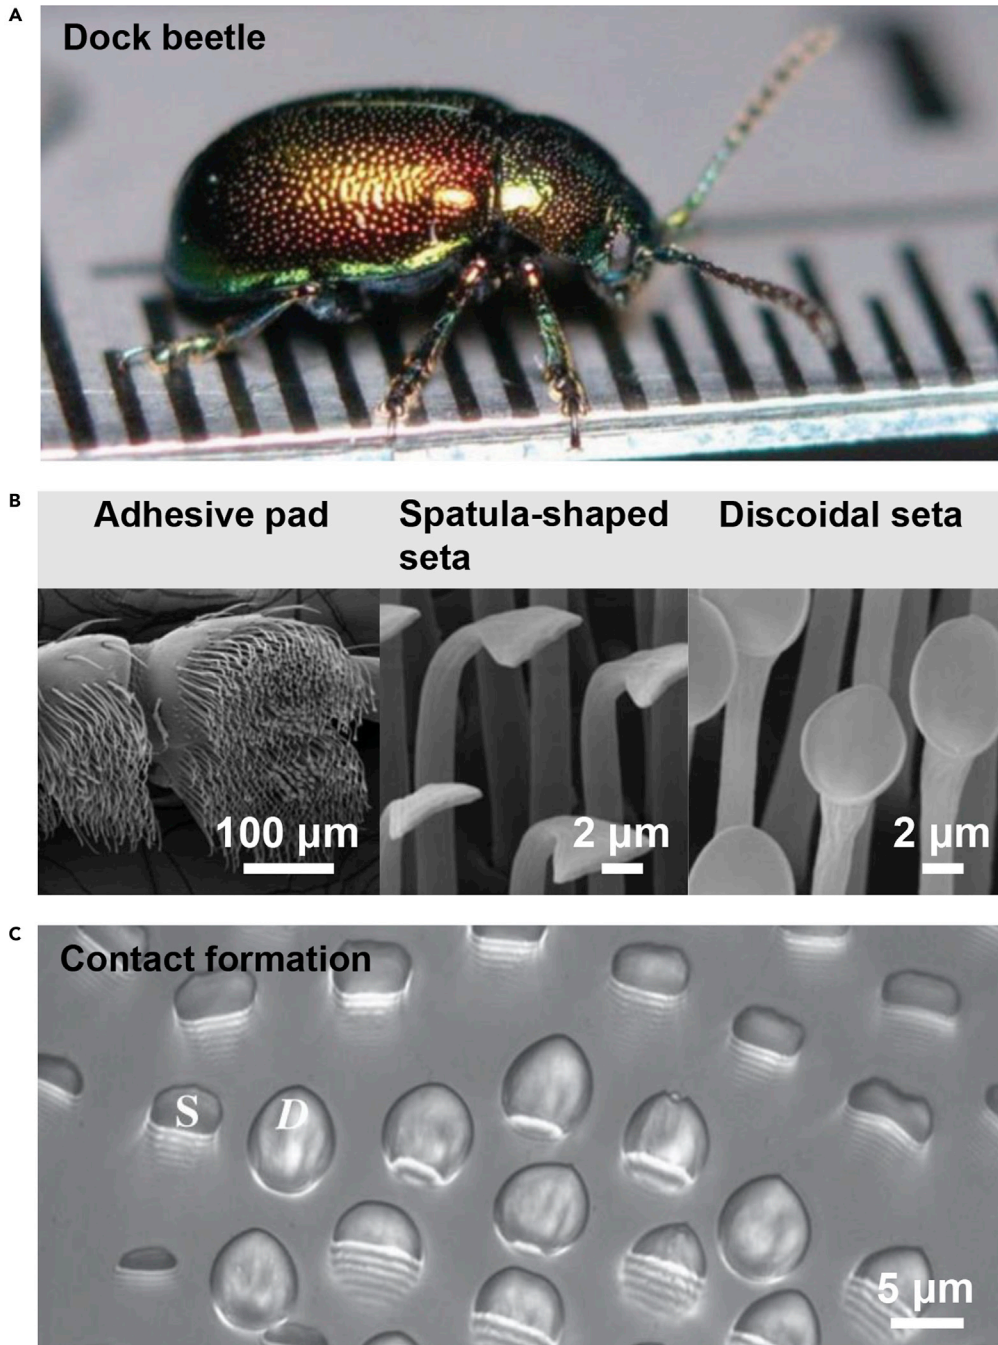 A
Dock beetle
B
Adhesive pad
Spatula-shaped
seta
Discoidal seta
100 μm
2 μm
2 μm
C
Contact formation
S
D
5 μm